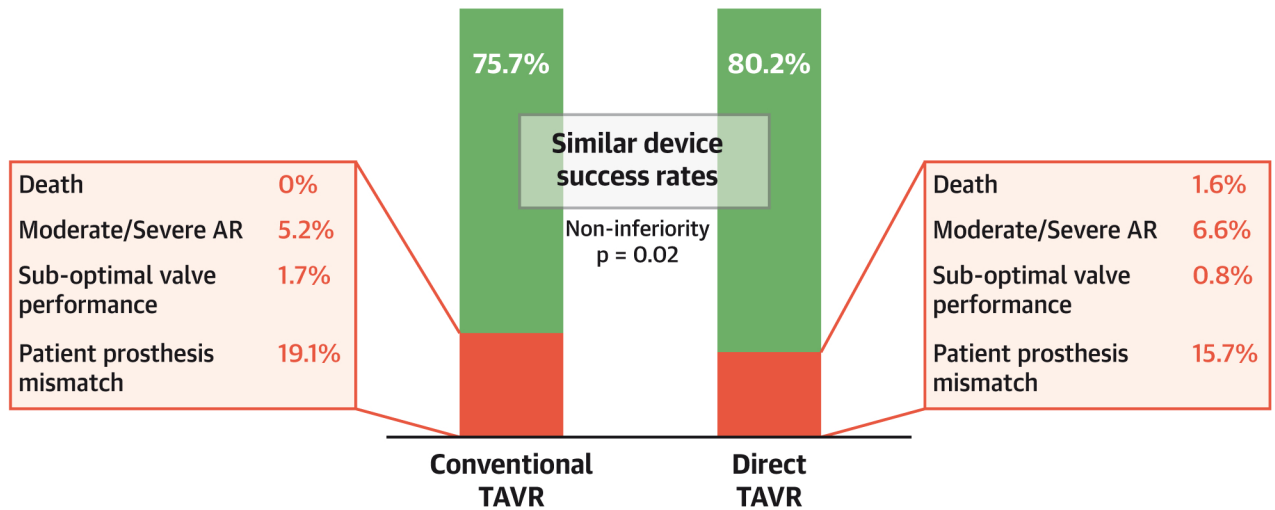 75.7%
80.2%
Similar device
success rates
Non-inferiority
p = 0.02
Death 0%
Moderate/Severe AR 5.2%
Sub-optimal valve 1.7%
performance
Patient prosthesis 19.1%
mismatch
Death 1.6%
Moderate/Severe AR 6.6%
Sub-optimal valve 0.8%
performance
Patient prosthesis 15.7%
mismatch
Conventional
TAVR
Direct
TAVR